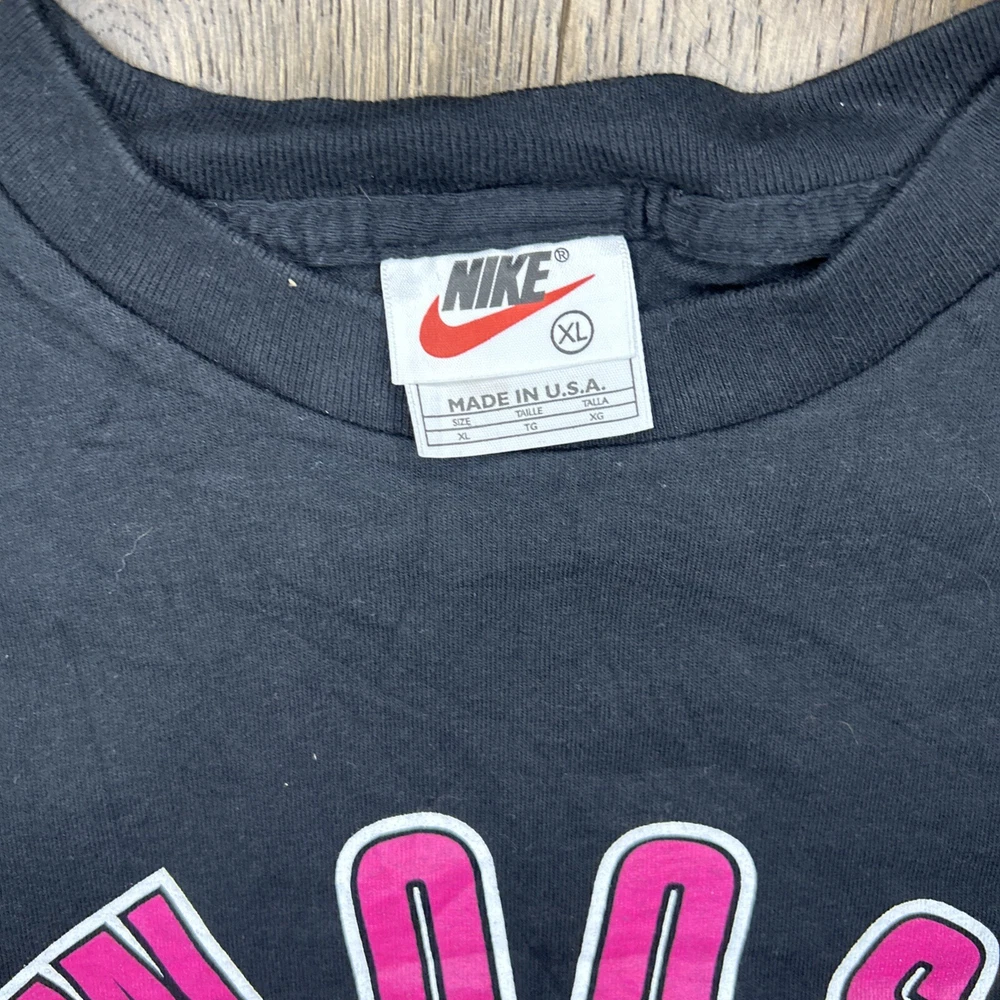 NIKE®
XL
MADE IN U.S.A.
SIZE TAILLE TALLA
XL TG XG